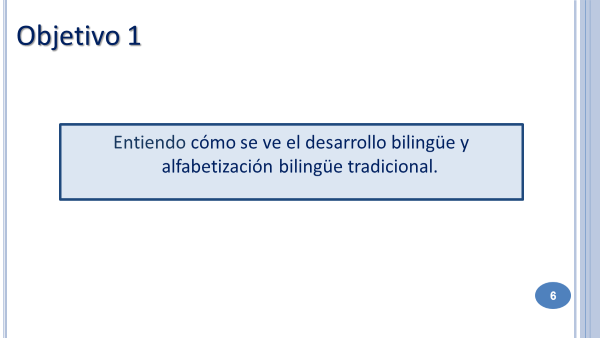 Objetivo 1
Entiendo cómo se ve el desarrollo bilingüe y
alfabetización bilingüe tradicional.
6